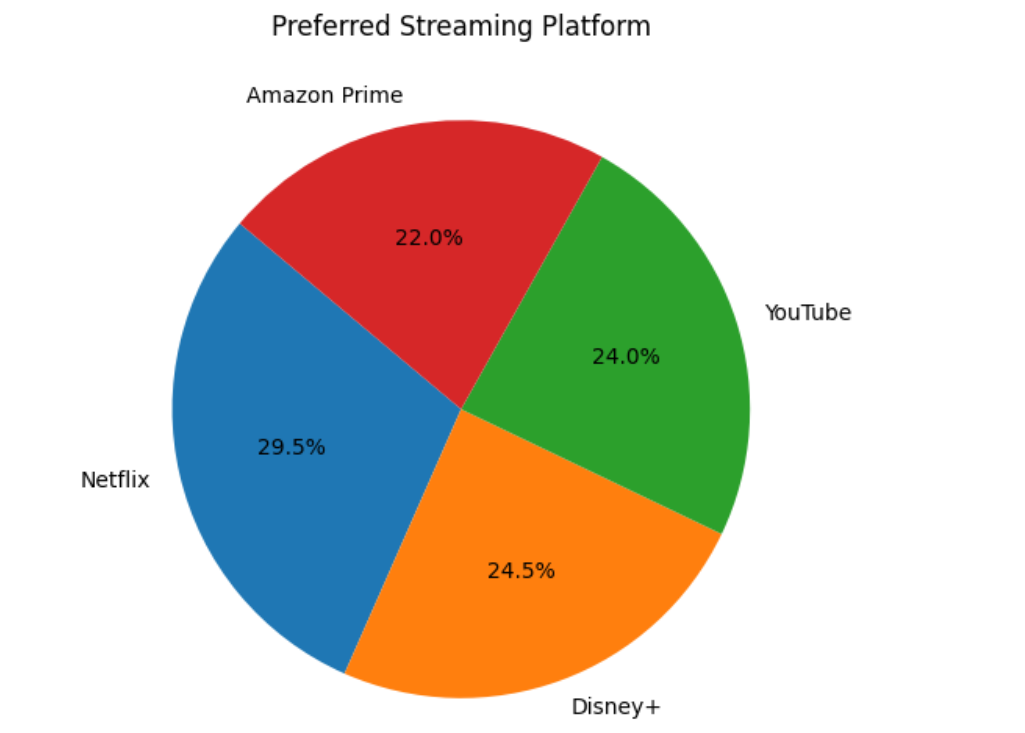 Preferred Streaming Platform
Amazon Prime
22.0%
YouTube
24.0%
29.5%
Netflix
24.5%
Disney+